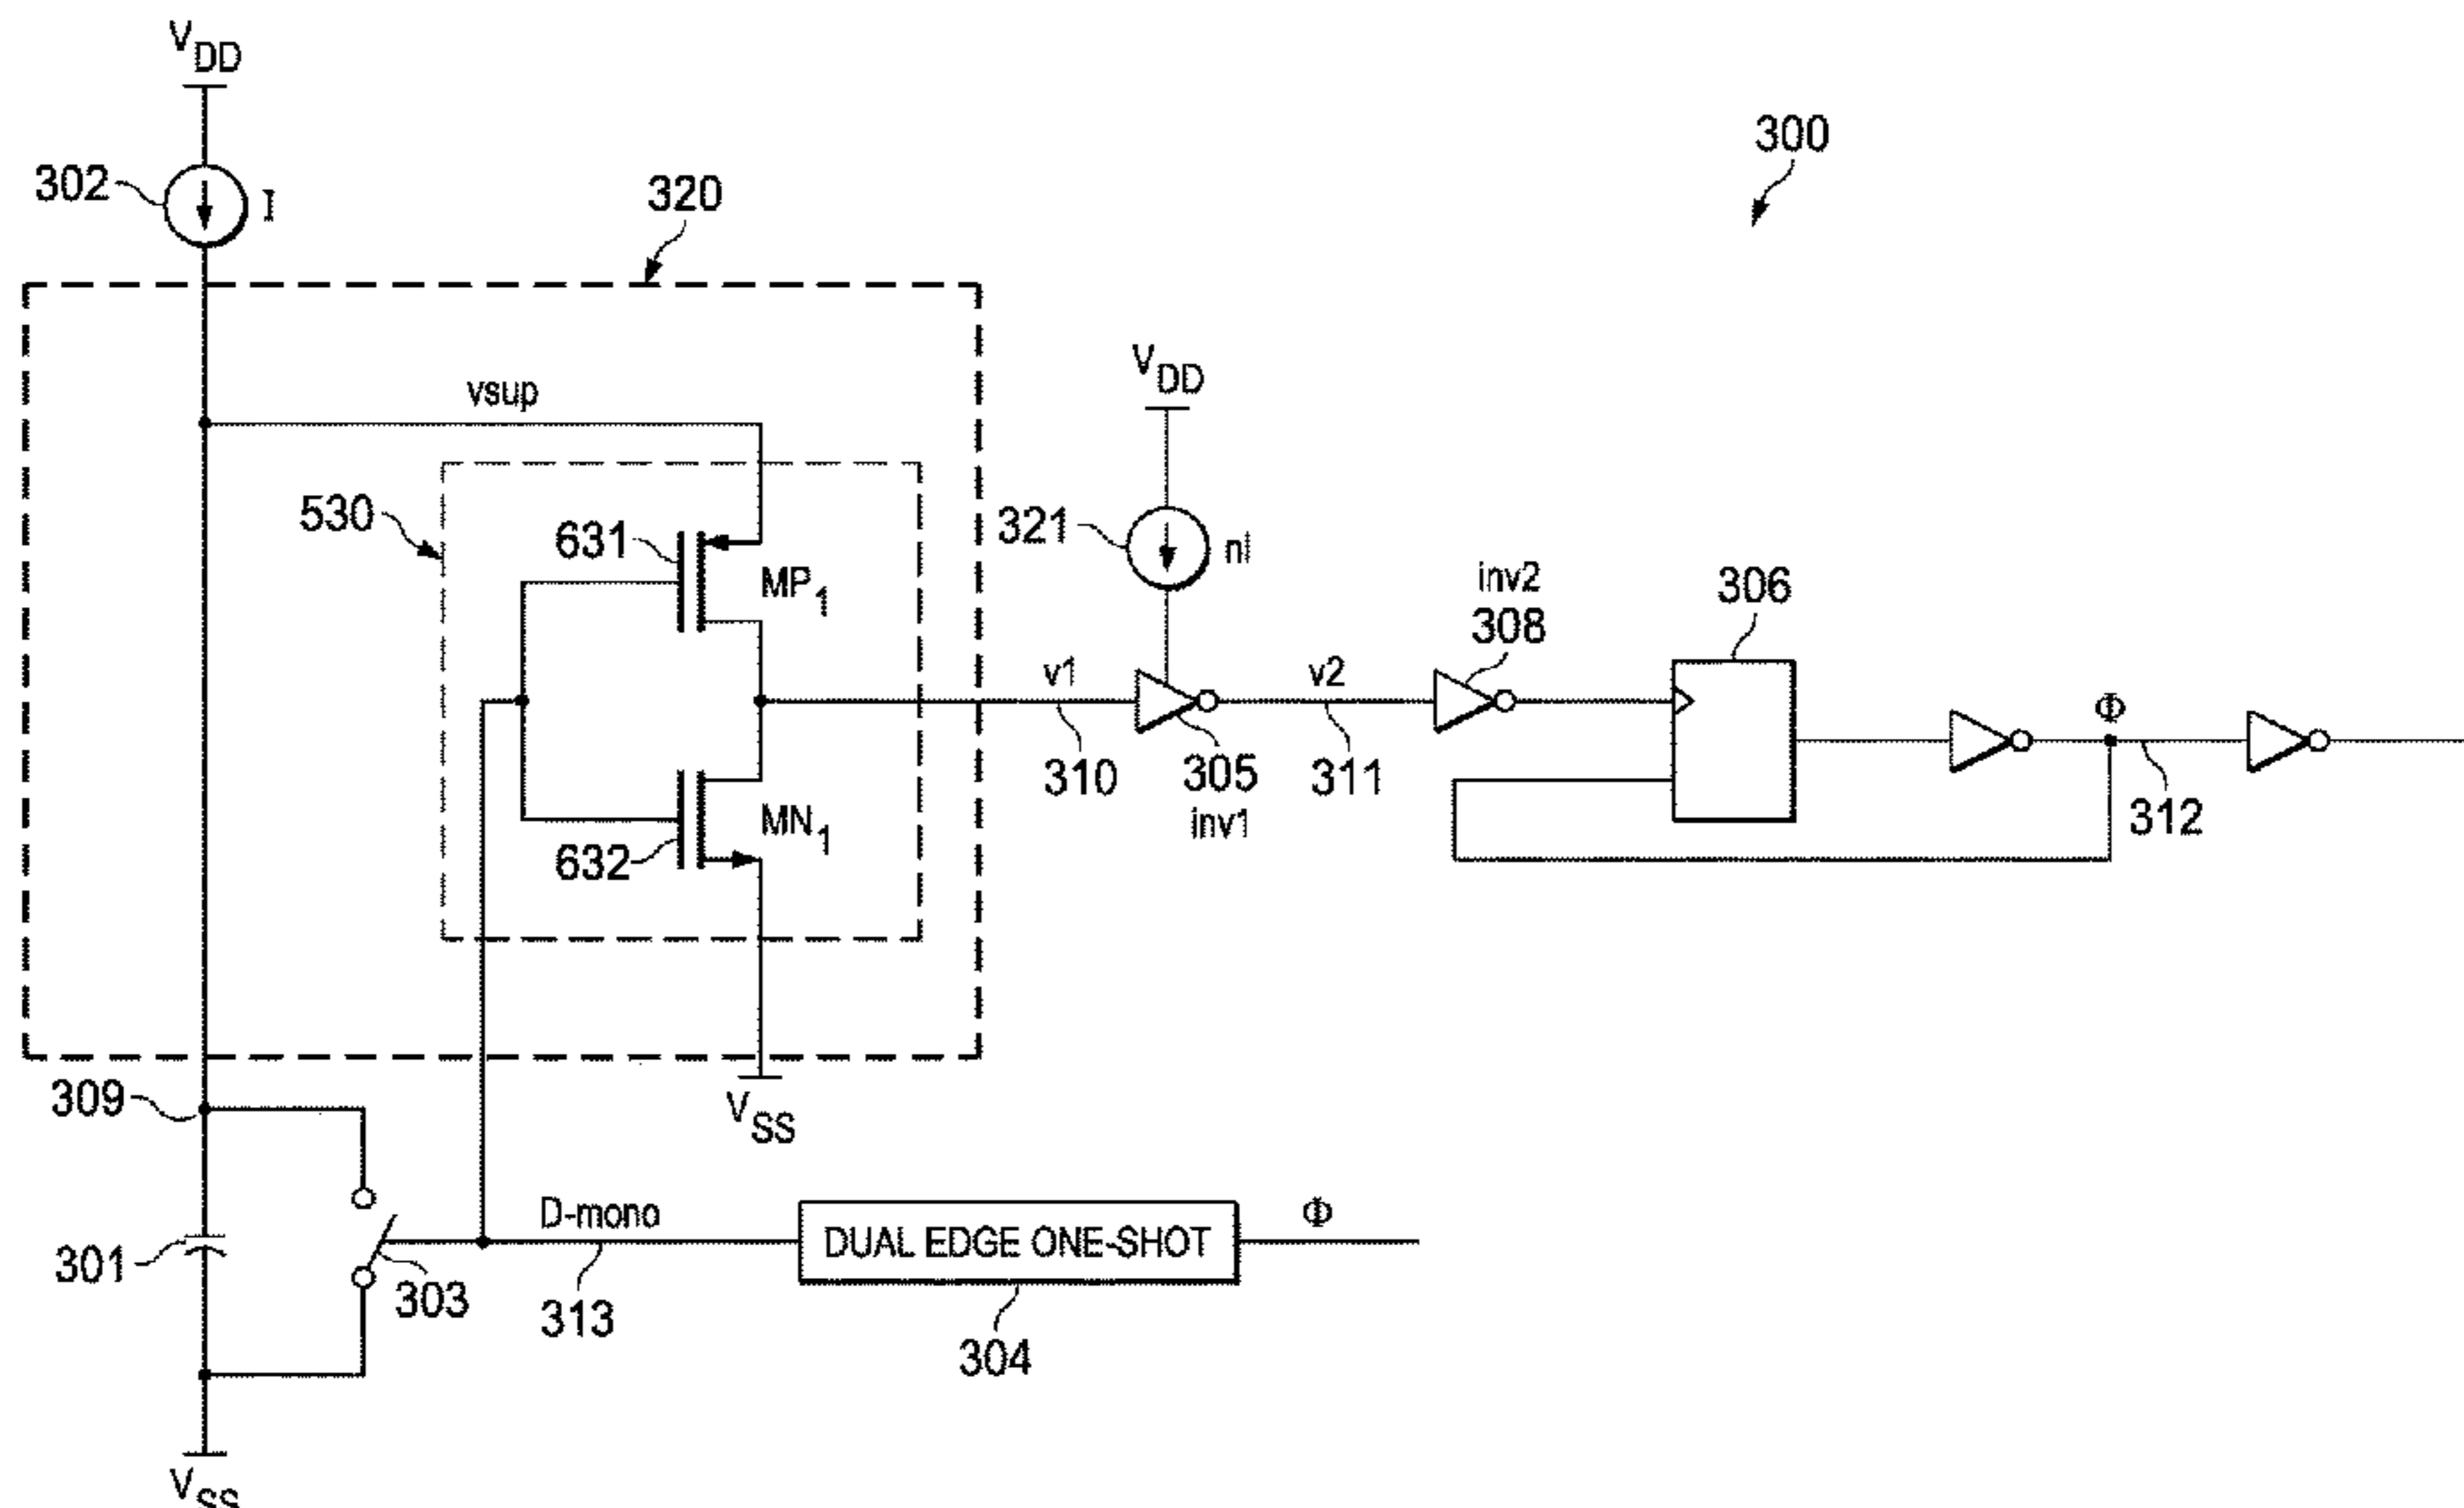 VDD
302
I
320
300
vsup
VDD
530
631
MP1
321
nI
inv2
308
306
v1
v2
Φ
310
305
inv1
311
312
MN1
632
309
VSS
D-mono
DUAL EDGE ONE-SHOT
Φ
301
303
313
304
VSS